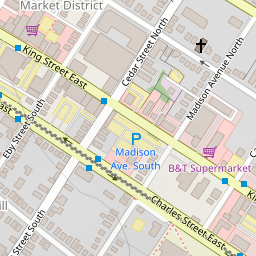 Market District
King Street East
Cedar Street North
Madison Avenue North
East
Eby Street South
P
Madison
Ave. South
B&T Supermarket
Charles Street East
Street South